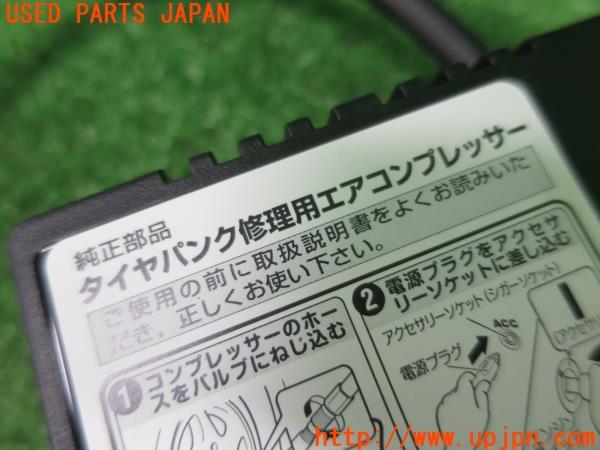 USED PARTS JAPAN
純正部品
タイヤパンク修理用エアコンプレッサー
ご使用の前に取扱説明書をよくお読みいた
だき、正しくお使い下さい。
1 コンプレッサーのホー
スをバルブにねじ込む
2 電源プラグをアクセサ
リーソケットに差し込む
アクセサリーソケット(シガーソケット)
ACC
電源プラグ
(アクセサ
http://www.upjpn.com